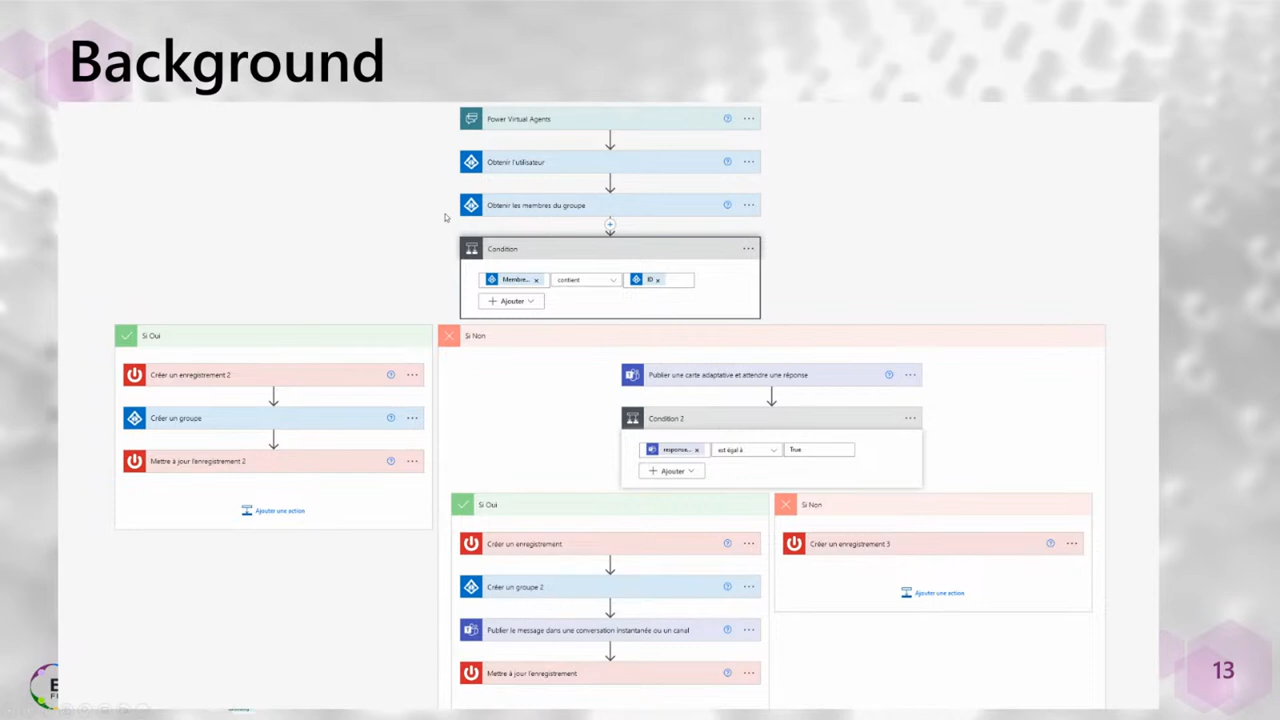 Background
Power Virtual Agents
Obtenir l'utilisateur
Obtenir les membres du groupe
Condition
Membre... × contient ID ×
+ Ajouter
Si Oui
Si Non
Créer un enregistrement 2
Créer un groupe
Mettre à jour l'enregistrement 2
Ajouter une action
Publier une carte adaptative et attendre une réponse
Condition 2
response... × est égal à True
+ Ajouter
Si Oui
Si Non
Créer un enregistrement
Créer un groupe 2
Publier le message dans une conversation instantanée ou un canal
Mettre à jour l'enregistrement
Créer un enregistrement 3
Ajouter une action
13